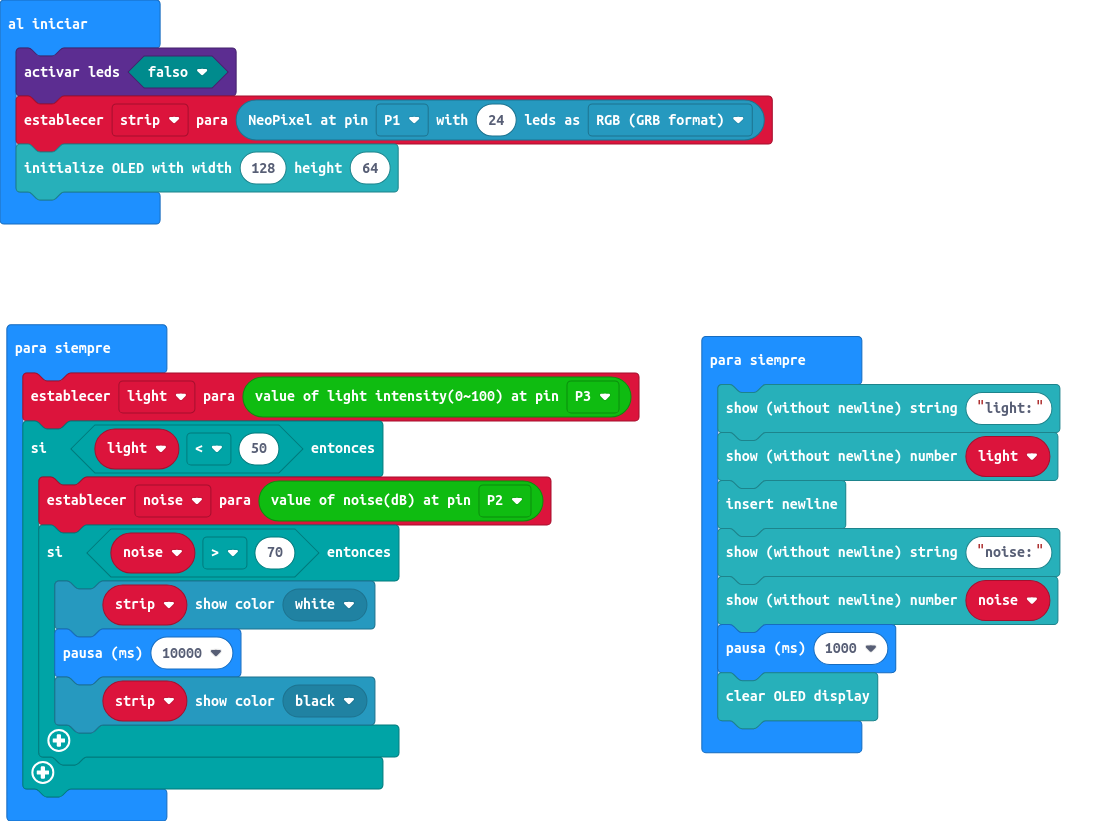 al iniciar
activar leds falso
establecer strip para NeoPixel at pin P1 with 24 leds as RGB (GRB format)
initialize OLED with width 128 height 64
para siempre
establecer light para value of light intensity(0~100) at pin P3
si light < 50 entonces
establecer noise para value of noise(dB) at pin P2
si noise > 70 entonces
strip show color white
pausa (ms) 10000
strip show color black
para siempre
show (without newline) string "light:"
show (without newline) number light
insert newline
show (without newline) string "noise:"
show (without newline) number noise
pausa (ms) 1000
clear OLED display